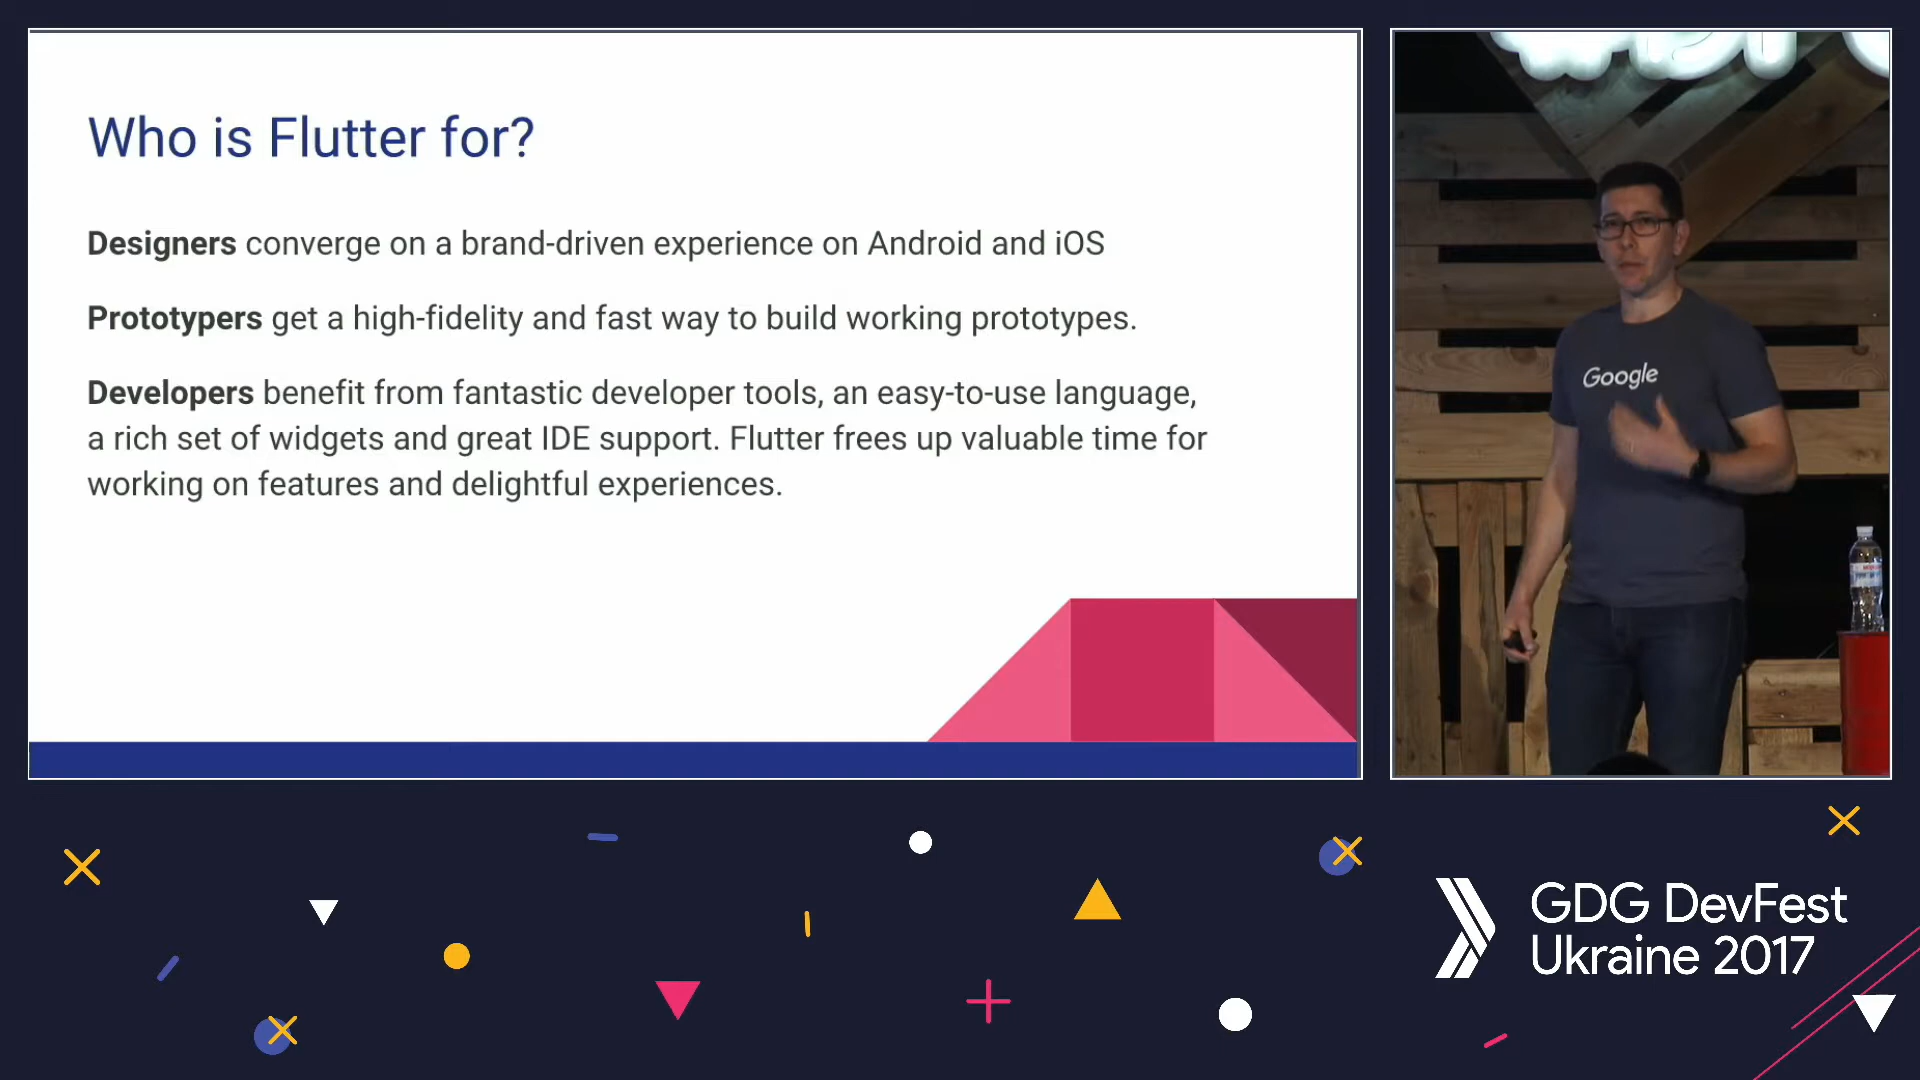 Who is Flutter for?
Designers converge on a brand-driven experience on Android and iOS
Prototypers get a high-fidelity and fast way to build working prototypes.
Developers benefit from fantastic developer tools, an easy-to-use language,
a rich set of widgets and great IDE support. Flutter frees up valuable time for
working on features and delightful experiences.
Google
GDG DevFest
Ukraine 2017